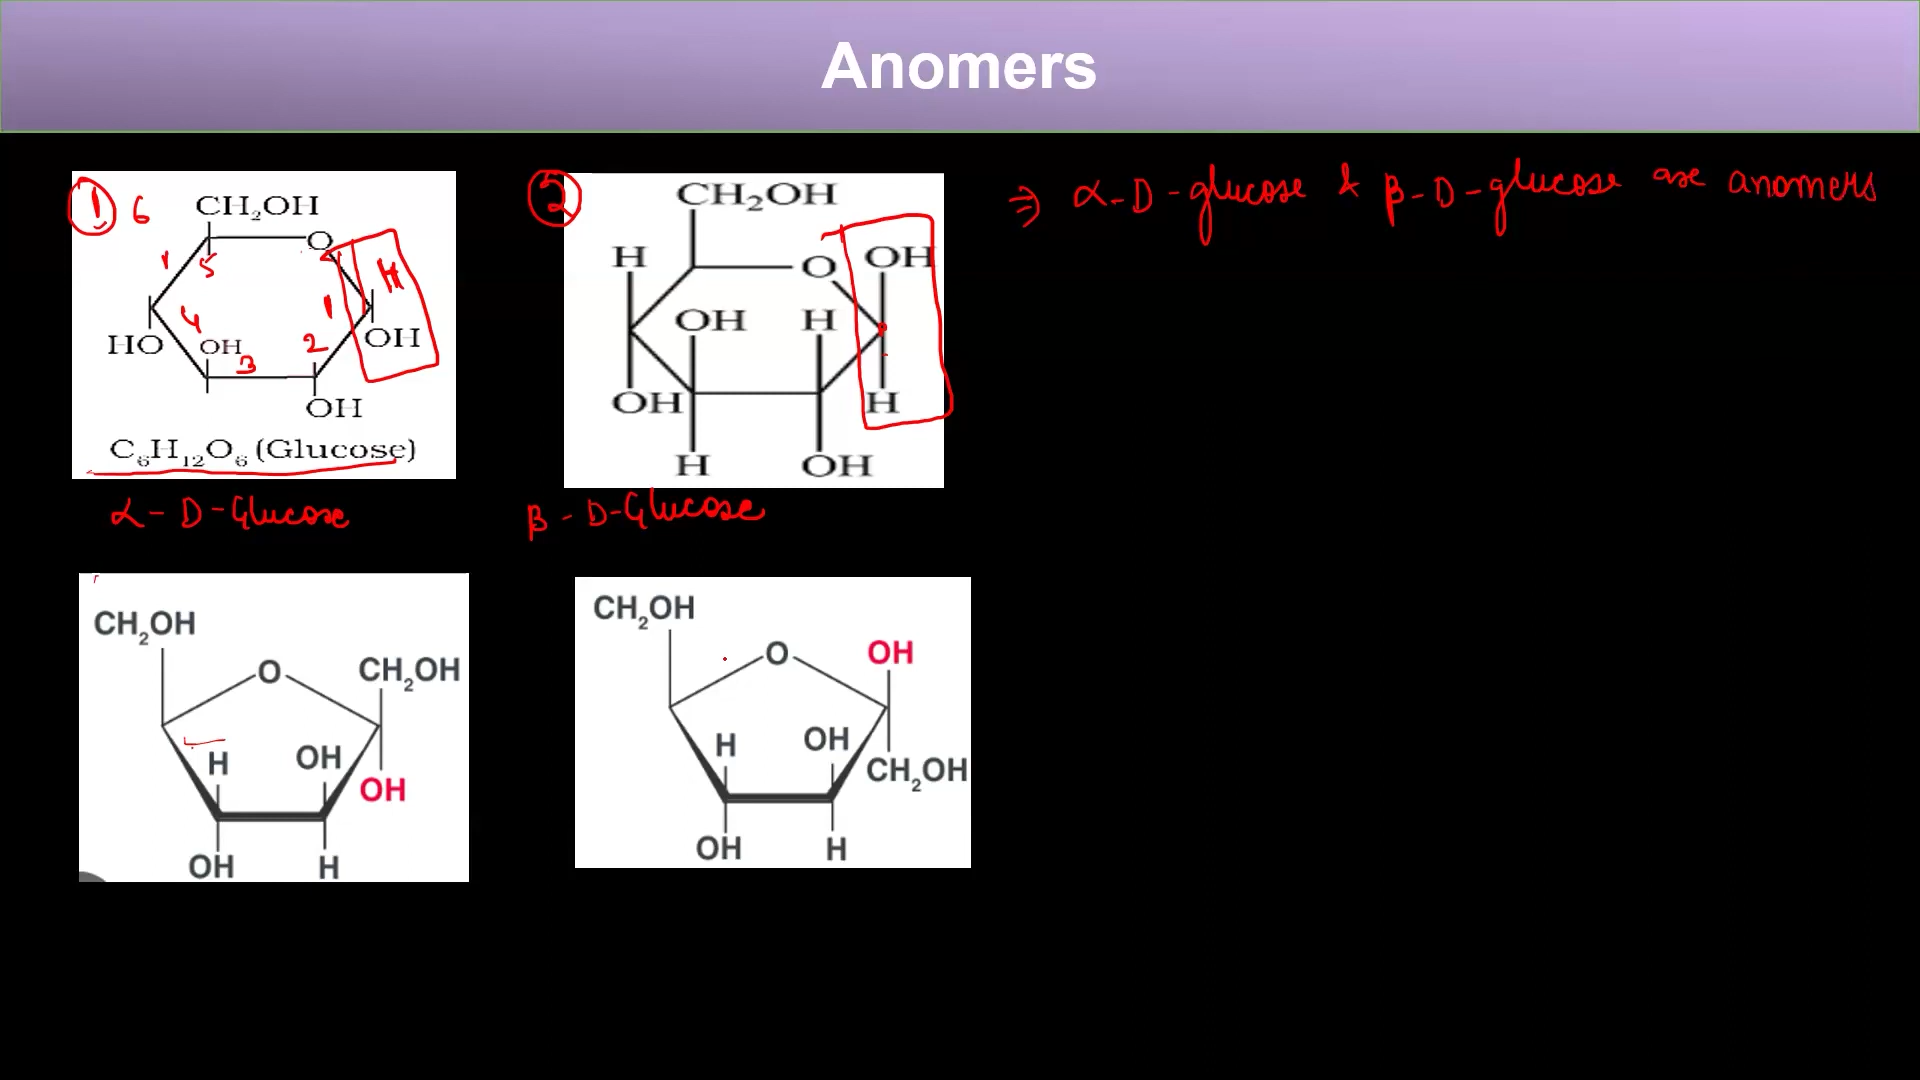 Anomers
① 6
CH₂OH
O
5
H
4
1
HO
OH
3
2
OH
OH
C₆H₁₂O₆ (Glucose)
α - D - Glucose
②
CH₂OH
H
O
OH
OH
H
OH
H
H
OH
β - D-Glucose
⇒ α-D-glucose & β-D-glucose are anomers
CH₂OH
O
CH₂OH
H
OH
OH
OH
H
CH₂OH
O
OH
H
OH
CH₂OH
OH
H